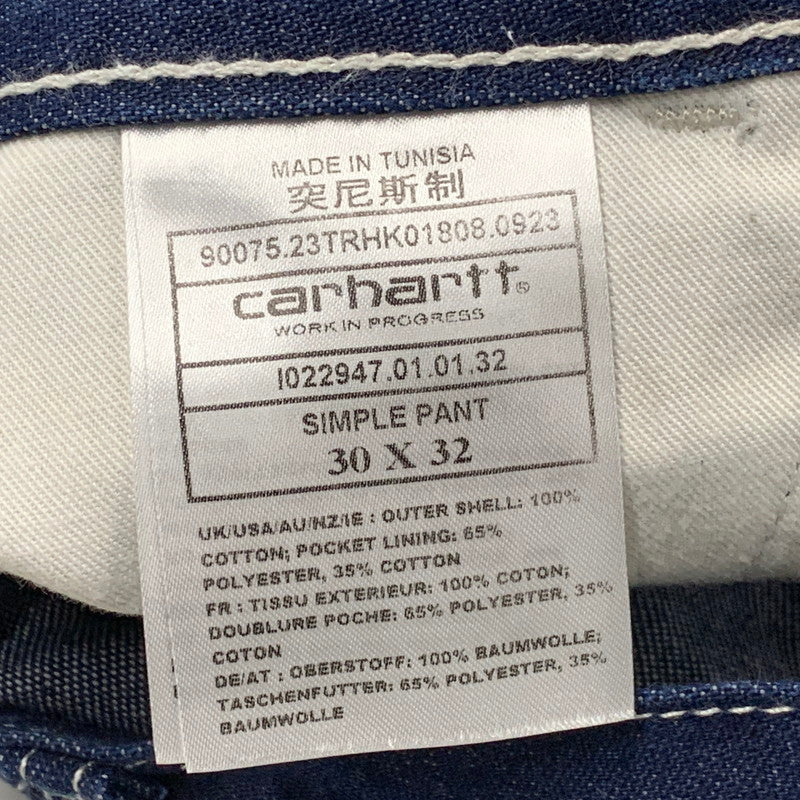 MADE IN TUNISIA
突尼斯制
90075.23TRHK01808.0923
carhartt®
WORK IN PROGRESS
I022947.01.01.32
SIMPLE PANT
30 X 32
UK/USA/AU/NZ/IE : OUTER SHELL: 100%
COTTON; POCKET LINING: 65%
POLYESTER, 35% COTTON
FR : TISSU EXTERIEUR: 100% COTON;
DOUBLURE POCHE: 65% POLYESTER, 35%
COTON
DE/AT : OBERSTOFF: 100% BAUMWOLLE;
TASCHENFUTTER: 65% POLYESTER, 35%
BAUMWOLLE